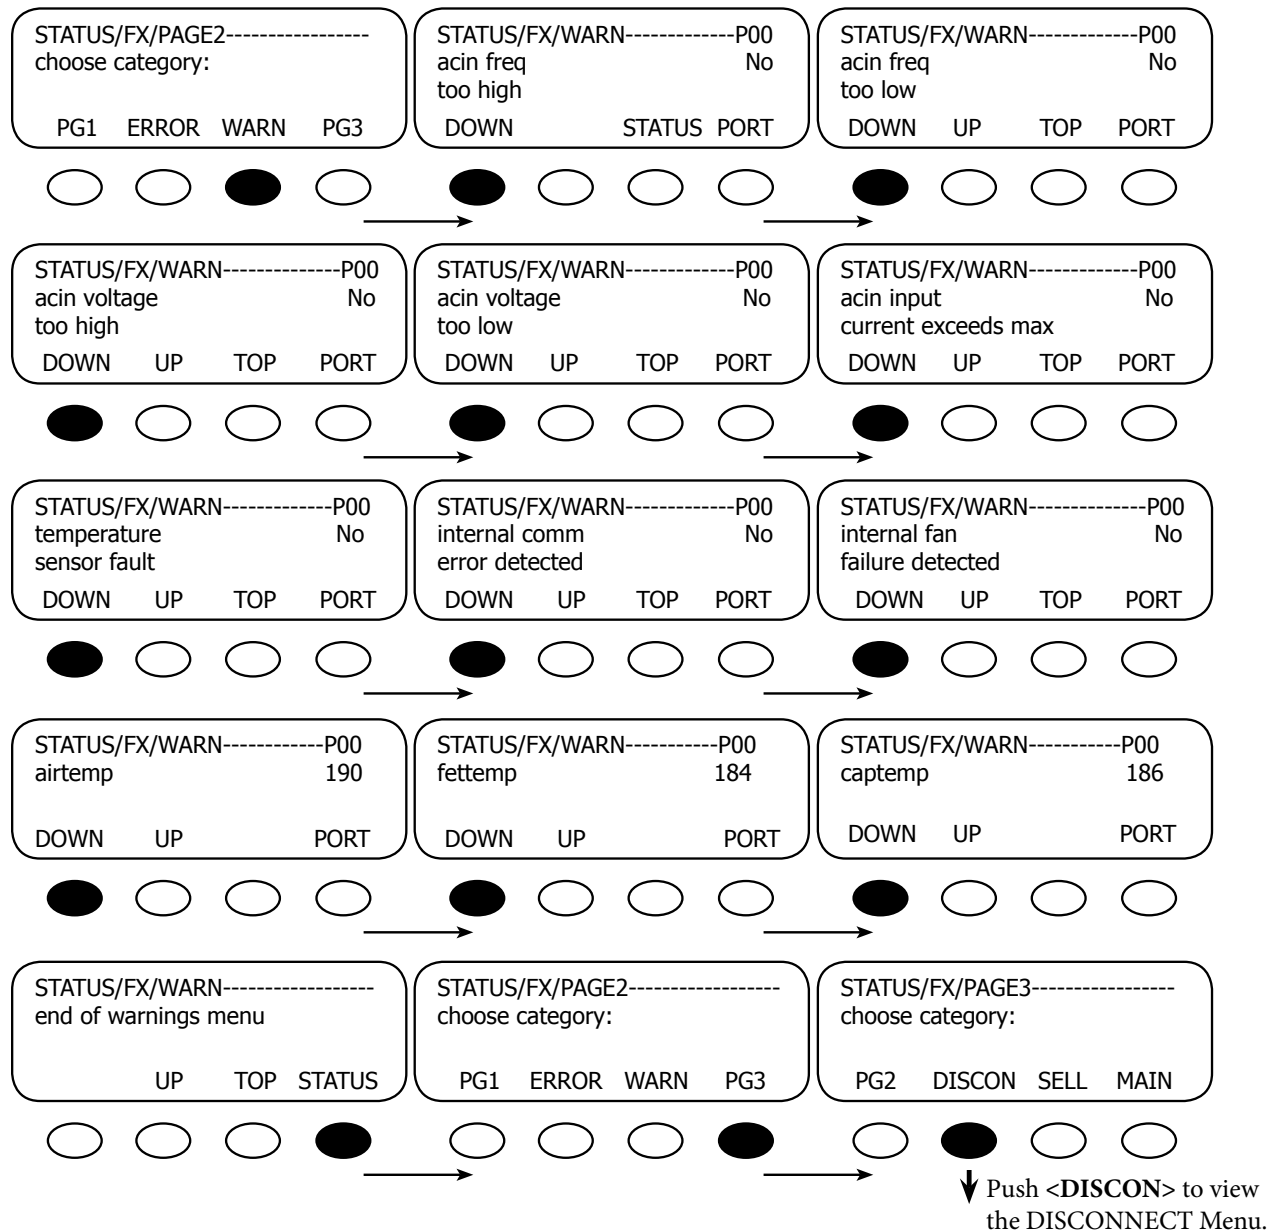 STATUS/FX/PAGE2-----------------
choose category:
PG1 ERROR WARN PG3
STATUS/FX/WARN-------------P00
acin freq No
too high
DOWN STATUS PORT
STATUS/FX/WARN-------------P00
acin freq No
too low
DOWN UP TOP PORT
STATUS/FX/WARN--------------P00
acin voltage No
too high
DOWN UP TOP PORT
STATUS/FX/WARN-------------P00
acin voltage No
too low
DOWN UP TOP PORT
STATUS/FX/WARN-------------P00
acin input No
current exceeds max
DOWN UP TOP PORT
STATUS/FX/WARN-------------P00
temperature No
sensor fault
DOWN UP TOP PORT
STATUS/FX/WARN-------------P00
internal comm No
error detected
DOWN UP TOP PORT
STATUS/FX/WARN--------------P00
internal fan No
failure detected
DOWN UP TOP PORT
STATUS/FX/WARN------------P00
airtemp 190
DOWN UP PORT
STATUS/FX/WARN-----------P00
fettemp 184
DOWN UP PORT
STATUS/FX/WARN-----------P00
captemp 186
DOWN UP PORT
STATUS/FX/WARN------------------
end of warnings menu
UP TOP STATUS
STATUS/FX/PAGE2------------------
choose category:
PG1 ERROR WARN PG3
STATUS/FX/PAGE3-----------------
choose category:
PG2 DISCON SELL MAIN
Push <DISCON> to view
the DISCONNECT Menu.